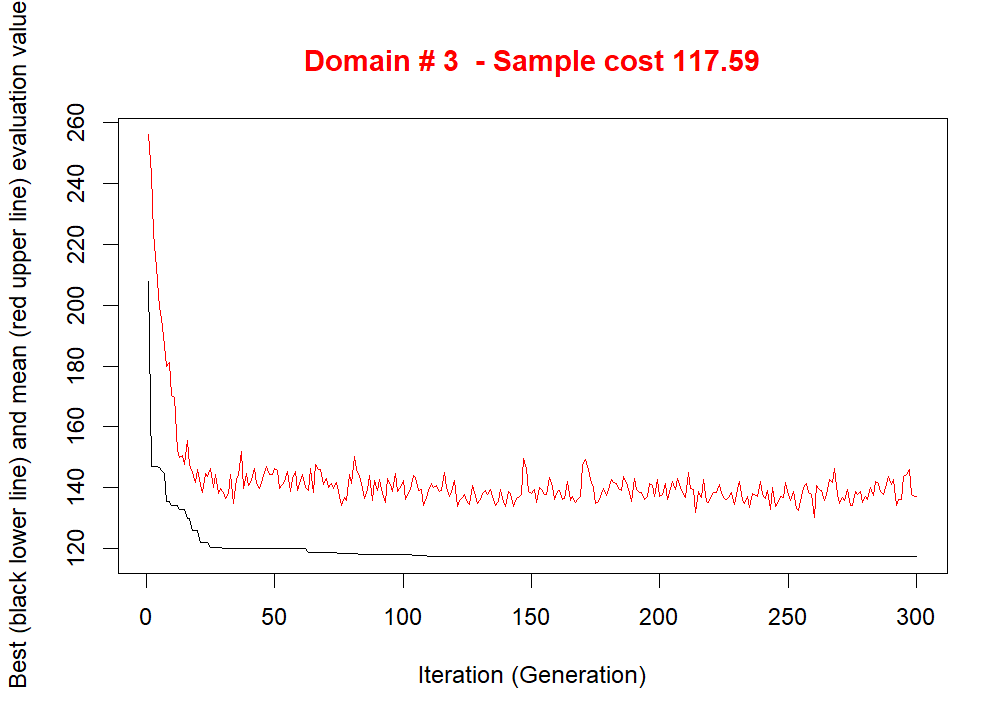 Domain # 3  - Sample cost 117.59
Best (black lower line) and mean (red upper line) evaluation value
260
240
220
200
180
160
140
120
0 50 100 150 200 250 300
Iteration (Generation)